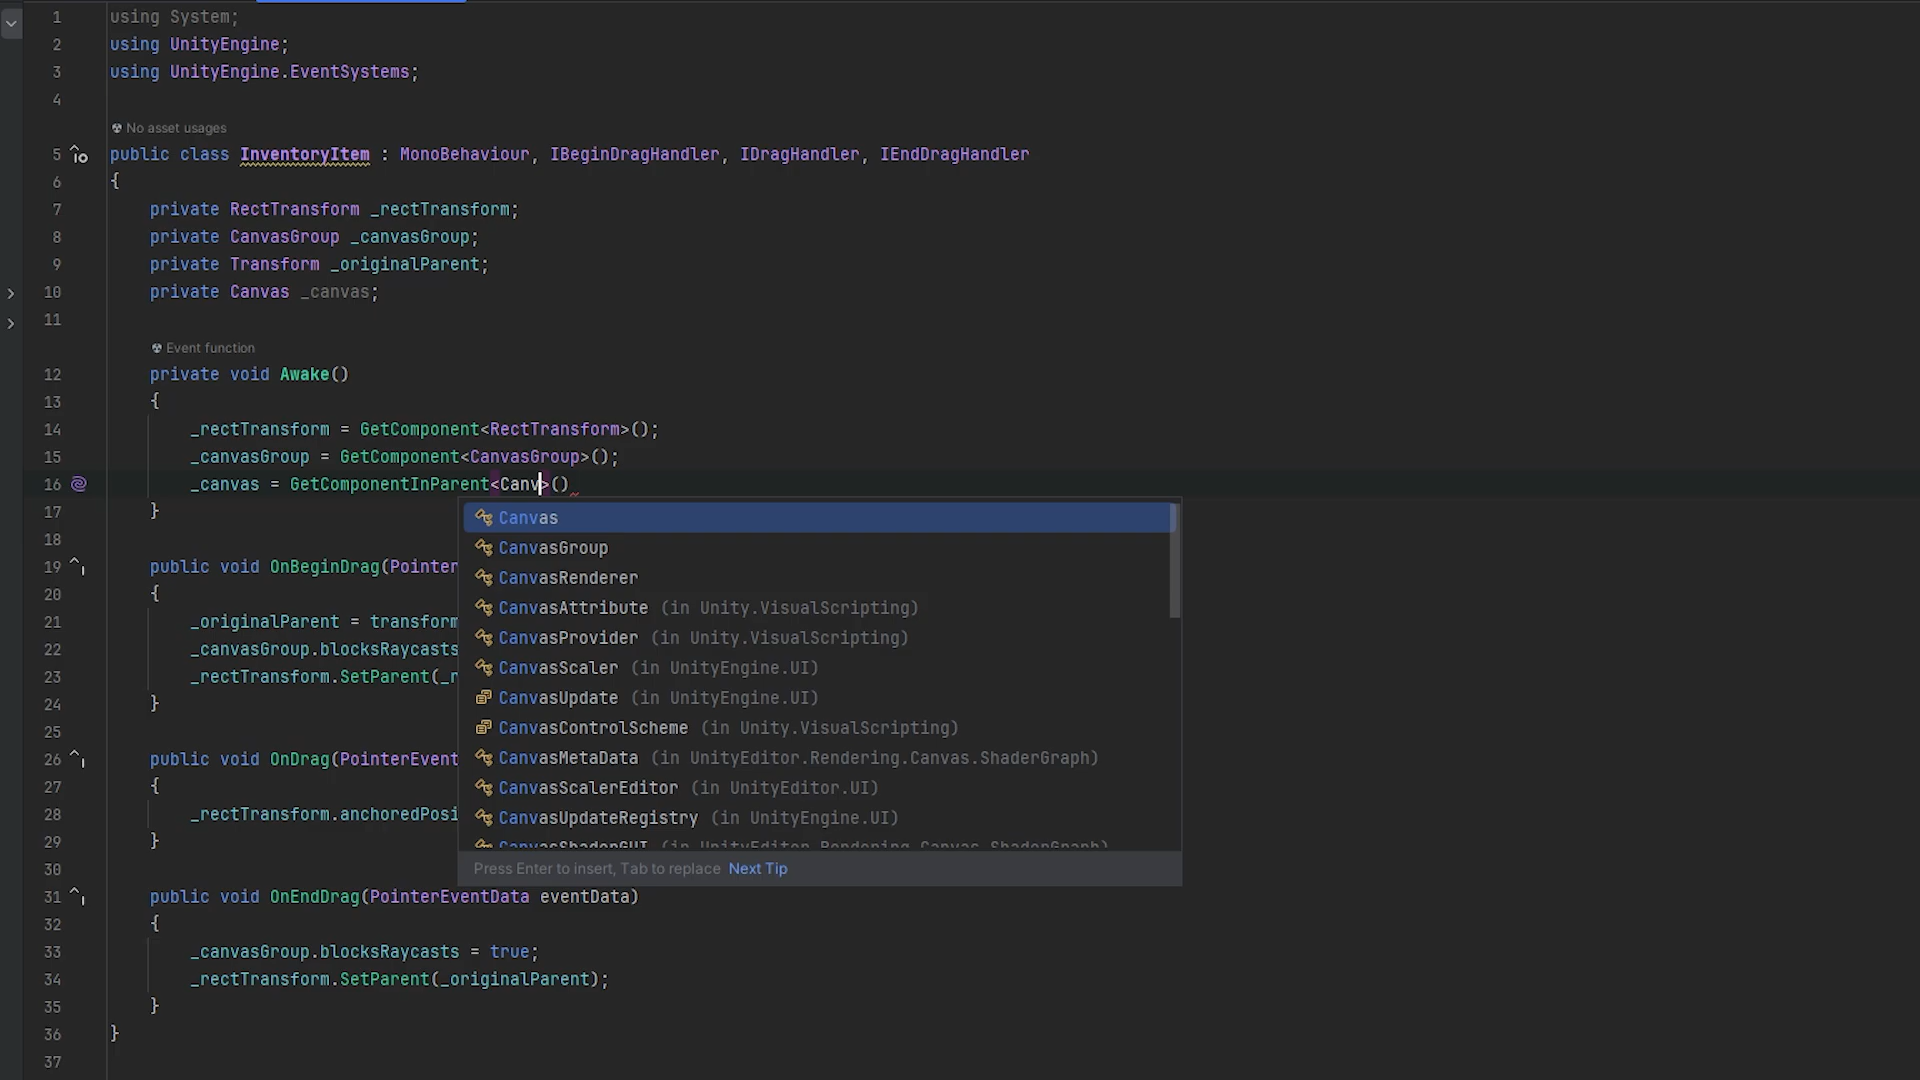 1 using System;
2 using UnityEngine;
3 using UnityEngine.EventSystems;
4
No asset usages
5 public class InventoryItem : MonoBehaviour, IBeginDragHandler, IDragHandler, IEndDragHandler
6 {
7 private RectTransform _rectTransform;
8 private CanvasGroup _canvasGroup;
9 private Transform _originalParent;
10 private Canvas _canvas;
11
Event function
12 private void Awake()
13 {
14 _rectTransform = GetComponent<RectTransform>();
15 _canvasGroup = GetComponent<CanvasGroup>();
16 _canvas = GetComponentInParent<Canv>()
17 }
Canvas
18
CanvasGroup
19 public void OnBeginDrag(Pointer
CanvasRenderer
20 {
CanvasAttribute (in Unity.VisualScripting)
21 _originalParent = transform
CanvasProvider (in Unity.VisualScripting)
22 _canvasGroup.blocksRaycasts
CanvasScaler (in UnityEngine.UI)
23 _rectTransform.SetParent(_r
CanvasUpdate (in UnityEngine.UI)
24 }
CanvasControlScheme (in Unity.VisualScripting)
25
CanvasMetaData (in UnityEditor.Rendering.Canvas.ShaderGraph)
26 public void OnDrag(PointerEvent
CanvasScalerEditor (in UnityEditor.UI)
27 {
CanvasUpdateRegistry (in UnityEngine.UI)
28 _rectTransform.anchoredPosi
CanvasShaderGUI (in UnityEditor.Rendering.Canvas.ShaderGraph)
29 }
Press Enter to insert, Tab to replace Next Tip
30
31 public void OnEndDrag(PointerEventData eventData)
32 {
33 _canvasGroup.blocksRaycasts = true;
34 _rectTransform.SetParent(_originalParent);
35 }
36 }
37